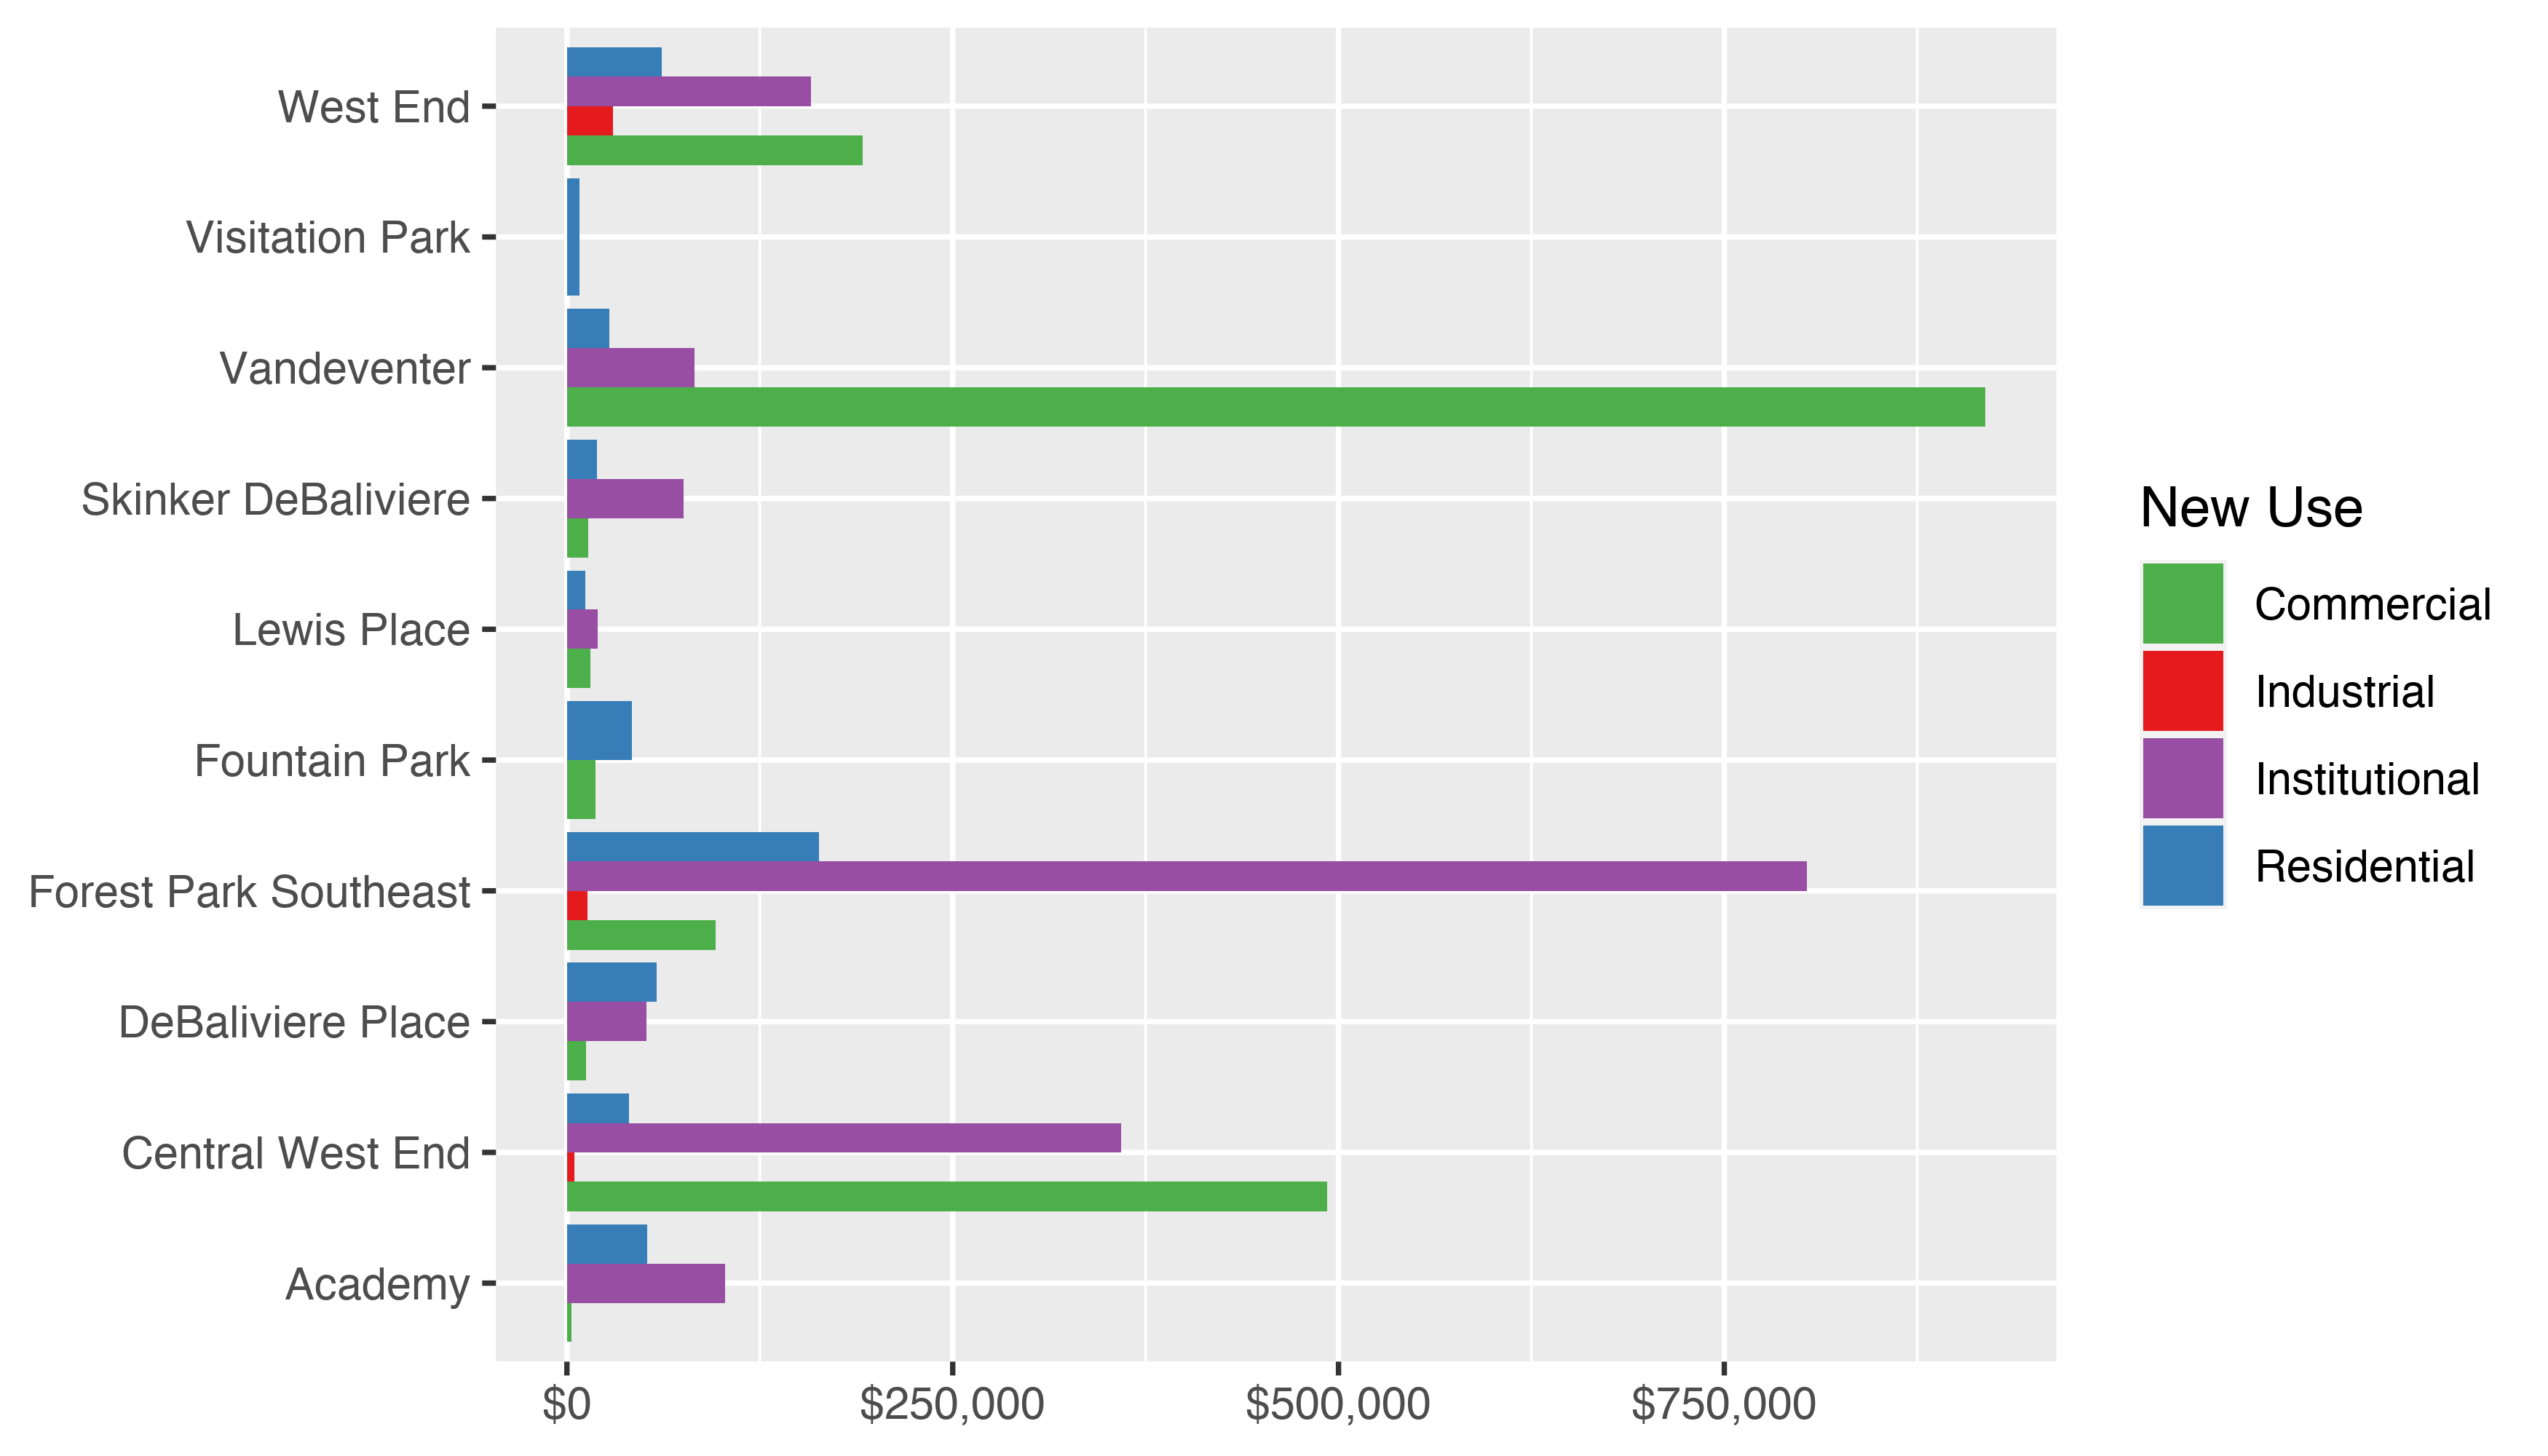 West End
Visitation Park
Vandeventer
Skinker DeBaliviere
Lewis Place
Fountain Park
Forest Park Southeast
DeBaliviere Place
Central West End
Academy
$0
$250,000
$500,000
$750,000
New Use
Commercial
Industrial
Institutional
Residential